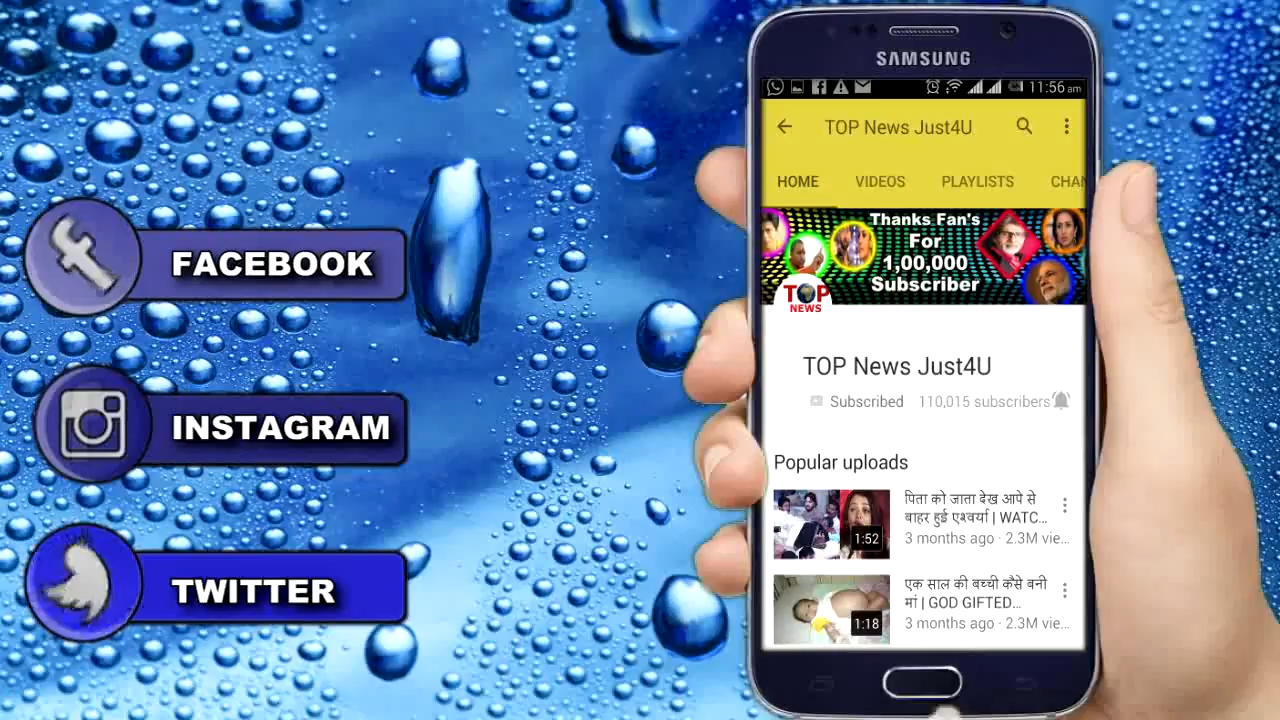 FACEBOOK
INSTAGRAM
TWITTER
SAMSUNG
11:56 am
TOP News Just4U
HOME VIDEOS PLAYLISTS CHAN
Thanks Fan's
For
1,00,000
Subscriber
TOP
NEWS
TOP News Just4U
Subscribed 110,015 subscribers
Popular uploads
पिता को जाता देख आपे से
बाहर हुई एश्वर्या | WATC...
3 months ago · 2.3M vie...
1:52
एक साल की बच्ची कैसे बनी
मां | GOD GIFTED...
3 months ago · 2.3M vie...
1:18